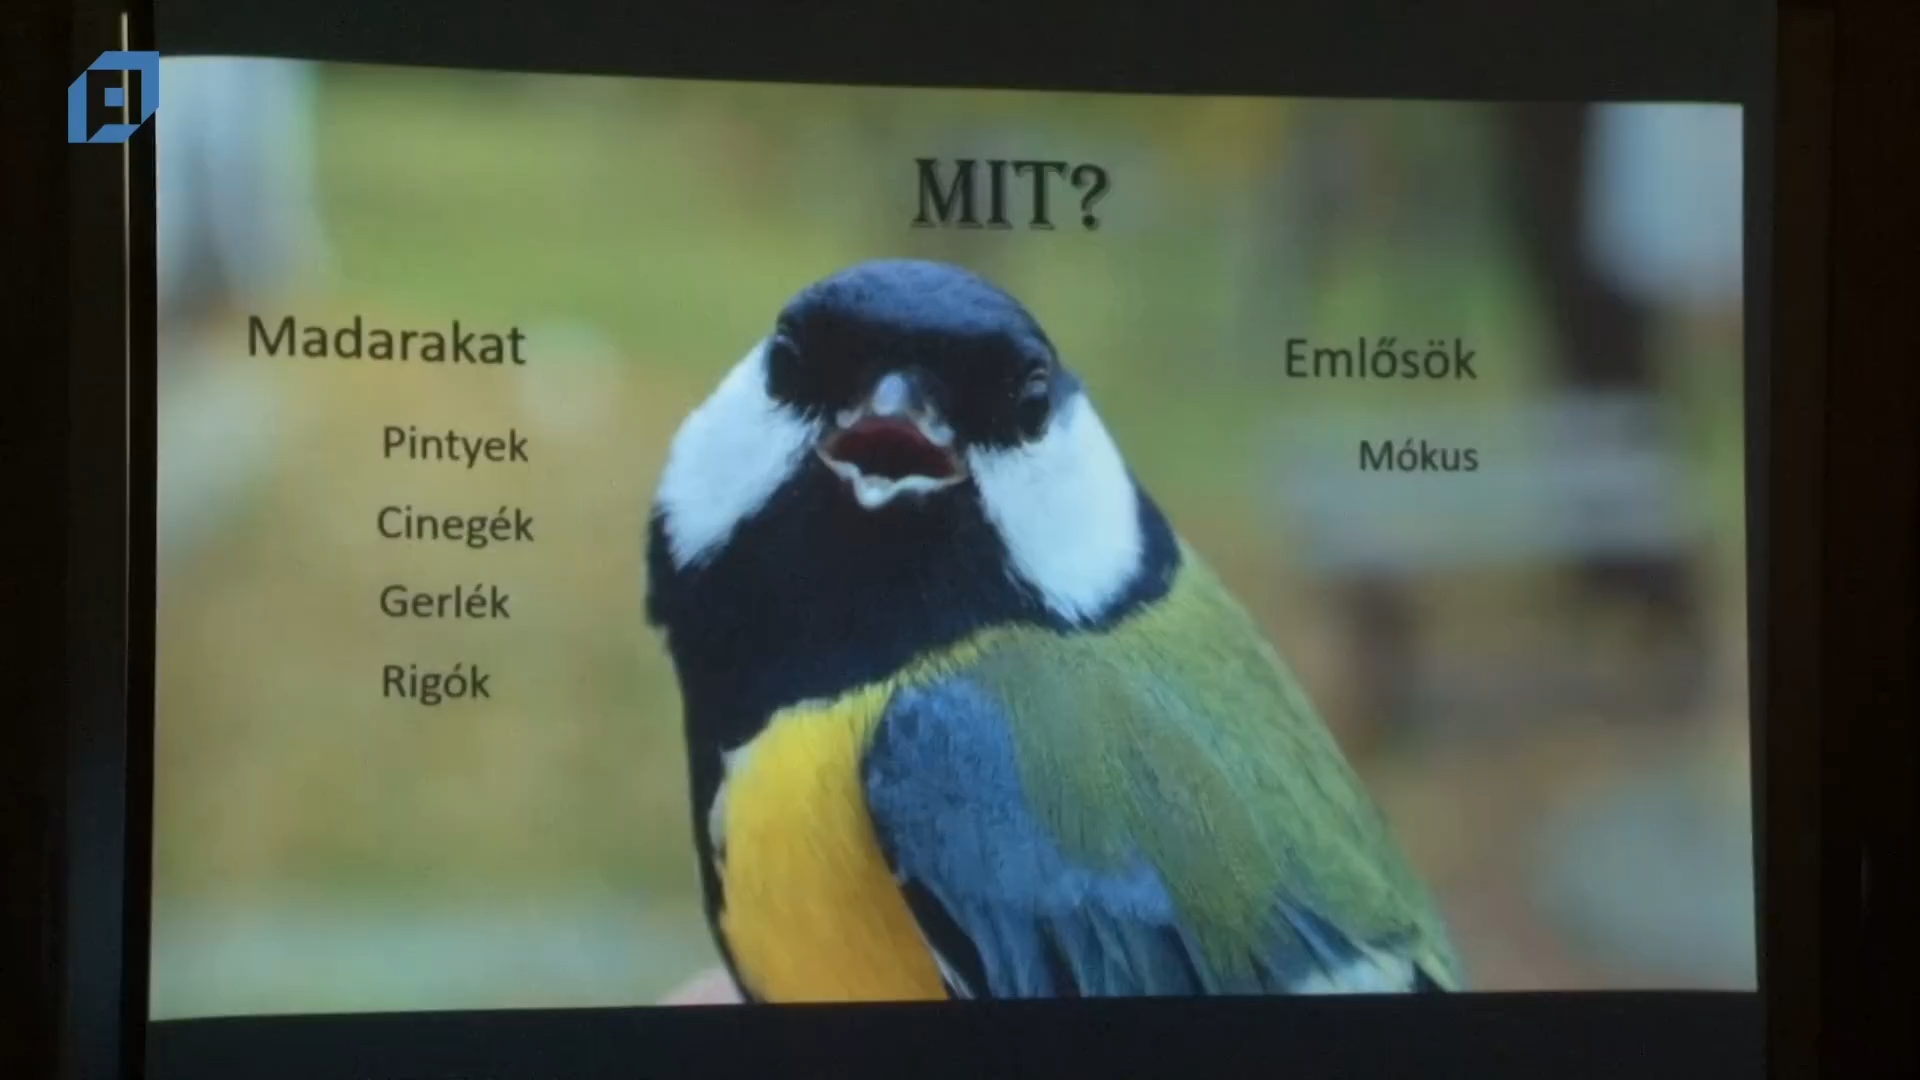 MIT?
Madarakat
Pintyek
Cinegék
Gerlék
Rigók
Emlősök
Mókus